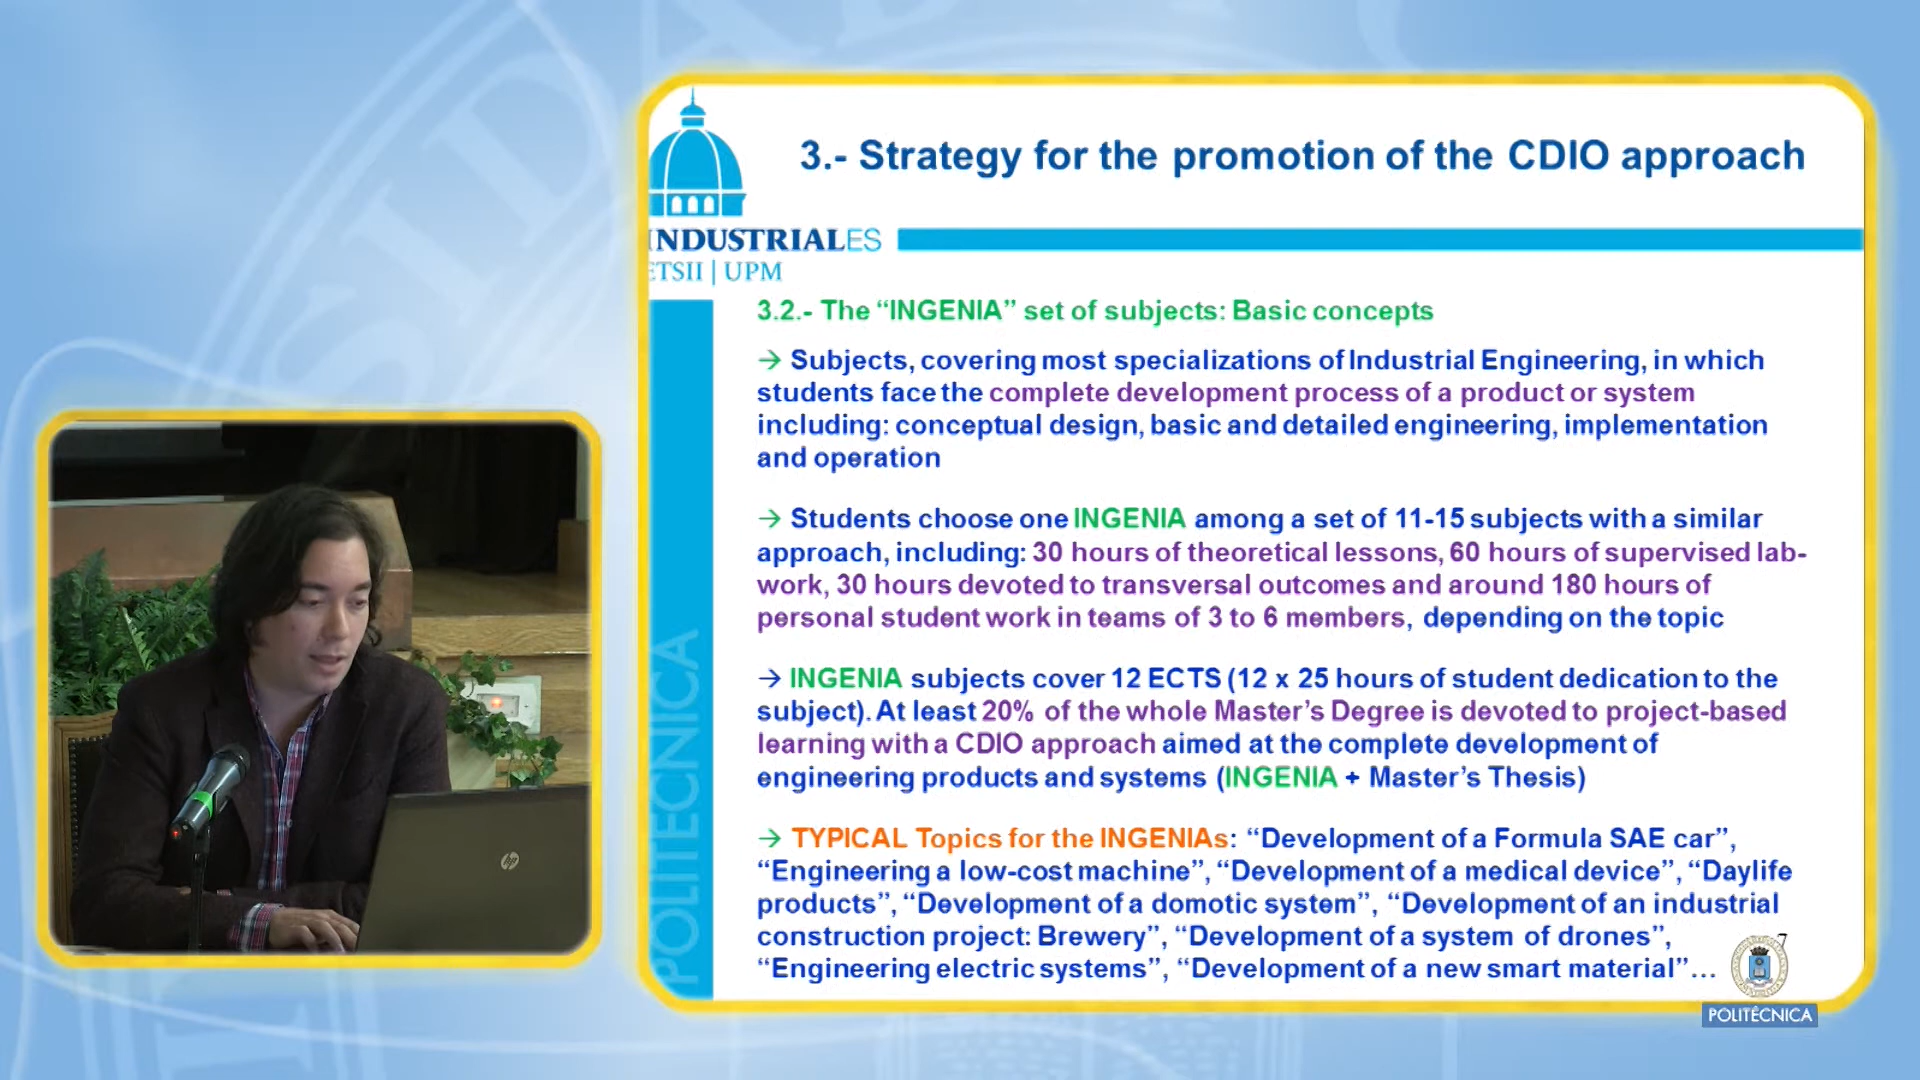 3.- Strategy for the promotion of the CDIO approach
INDUSTRIALES
ETSII | UPM
3.2.- The “INGENIA” set of subjects: Basic concepts
→ Subjects, covering most specializations of Industrial Engineering, in which
students face the complete development process of a product or system
including: conceptual design, basic and detailed engineering, implementation
and operation
→ Students choose one INGENIA among a set of 11-15 subjects with a similar
approach, including: 30 hours of theoretical lessons, 60 hours of supervised lab-
work, 30 hours devoted to transversal outcomes and around 180 hours of
personal student work in teams of 3 to 6 members, depending on the topic
→ INGENIA subjects cover 12 ECTS (12 x 25 hours of student dedication to the
subject). At least 20% of the whole Master’s Degree is devoted to project-based
learning with a CDIO approach aimed at the complete development of
engineering products and systems (INGENIA + Master’s Thesis)
→ TYPICAL Topics for the INGENIAs: “Development of a Formula SAE car”,
“Engineering a low-cost machine”, “Development of a medical device”, “Daylife
products”, “Development of a domotic system”, “Development of an industrial
construction project: Brewery”, “Development of a system of drones”,
“Engineering electric systems”, “Development of a new smart material”...
7
POLITÉCNICA
POLITÉCNICA
hp